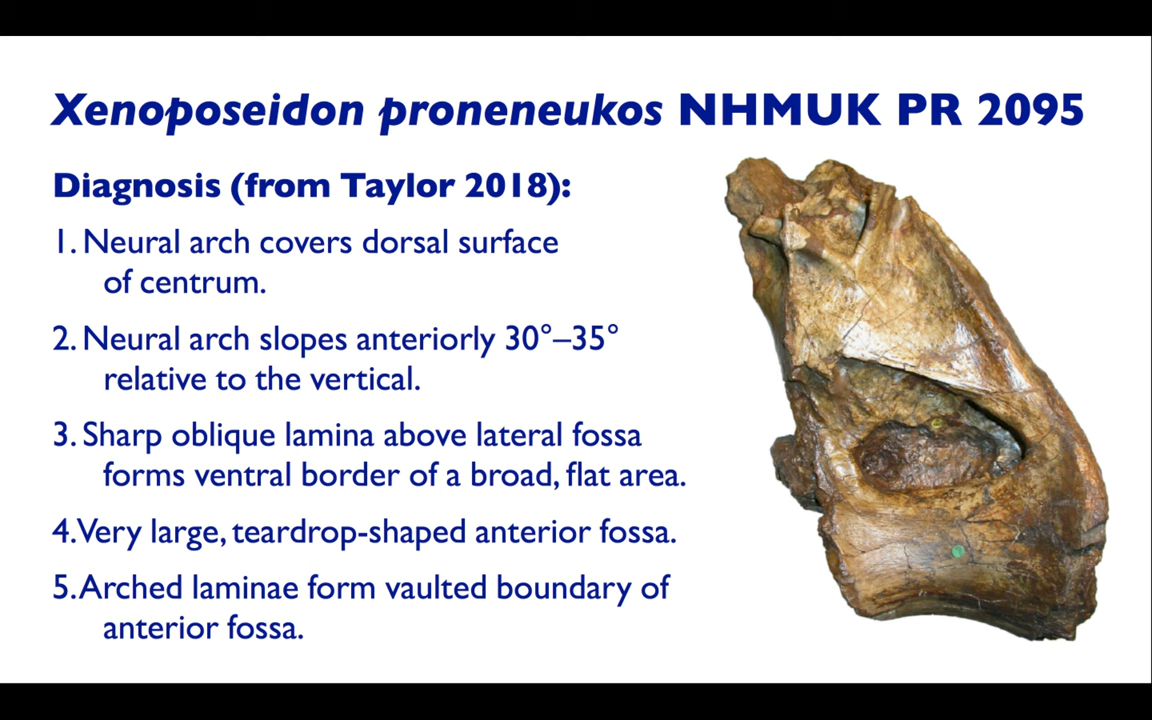 Xenoposeidon proneneukos NHMUK PR 2095
Diagnosis (from Taylor 2018):
1. Neural arch covers dorsal surface
of centrum.
2. Neural arch slopes anteriorly 30°–35°
relative to the vertical.
3. Sharp oblique lamina above lateral fossa
forms ventral border of a broad, flat area.
4. Very large, teardrop-shaped anterior fossa.
5. Arched laminae form vaulted boundary of
anterior fossa.